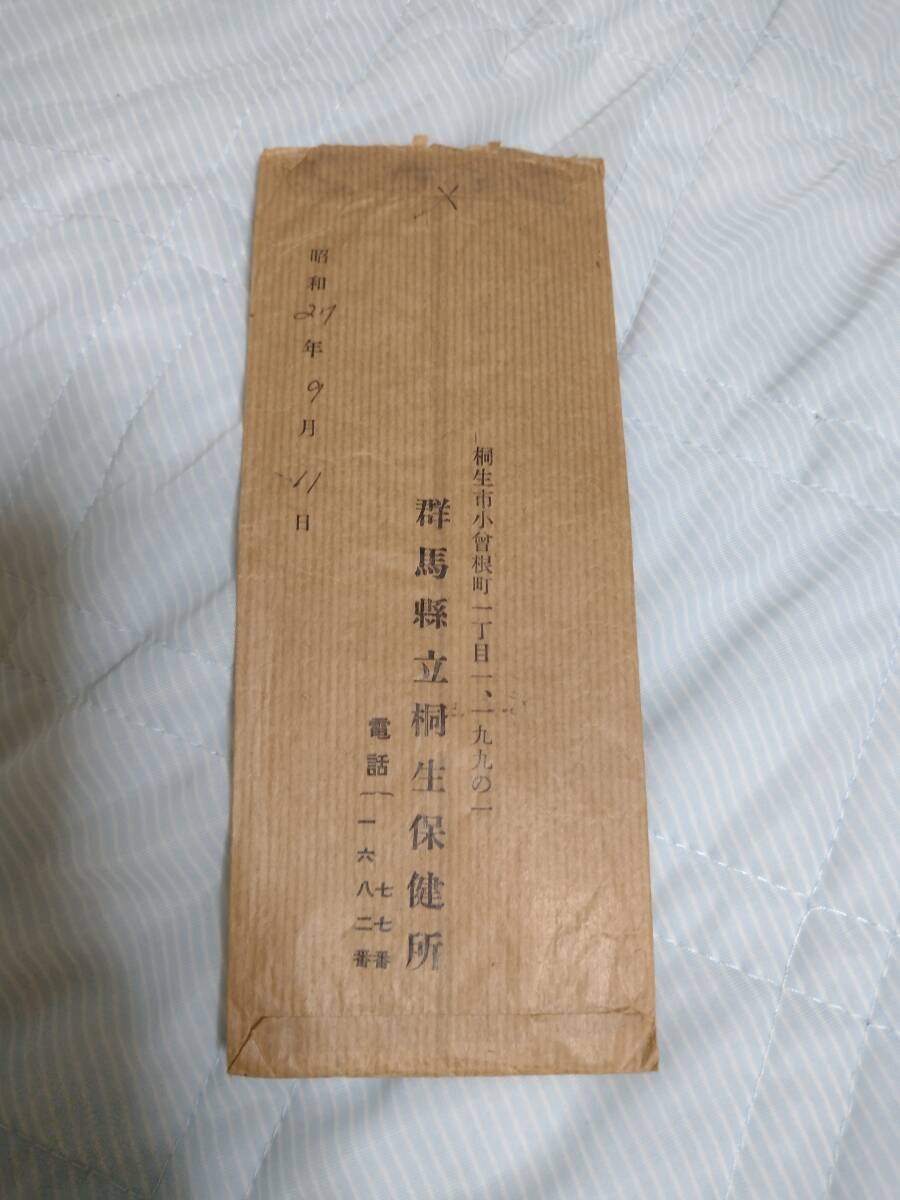 桐生市小曾根町一丁目一、一九九の一
群馬縣立桐生保健所
電話
七七番
一六八二番
昭和27年9月11日